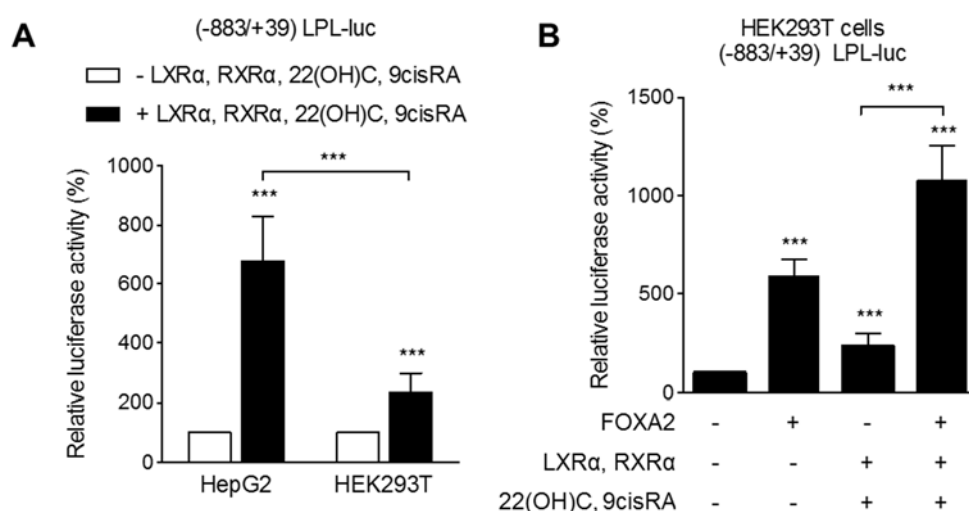 A
(-883/+39) LPL-luc
- LXRα, RXRα, 22(OH)C, 9cisRA
+ LXRα, RXRα, 22(OH)C, 9cisRA
Relative luciferase activity (%)
1000
800
600
400
200
0
***
***
***
HepG2 HEK293T
B
HEK293T cells
(-883/+39) LPL-luc
Relative luciferase activity (%)
1500
1000
500
0
***
***
***
***
FOXA2 - + - +
LXRα, RXRα - - + +
22(OH)C, 9cisRA - - + +